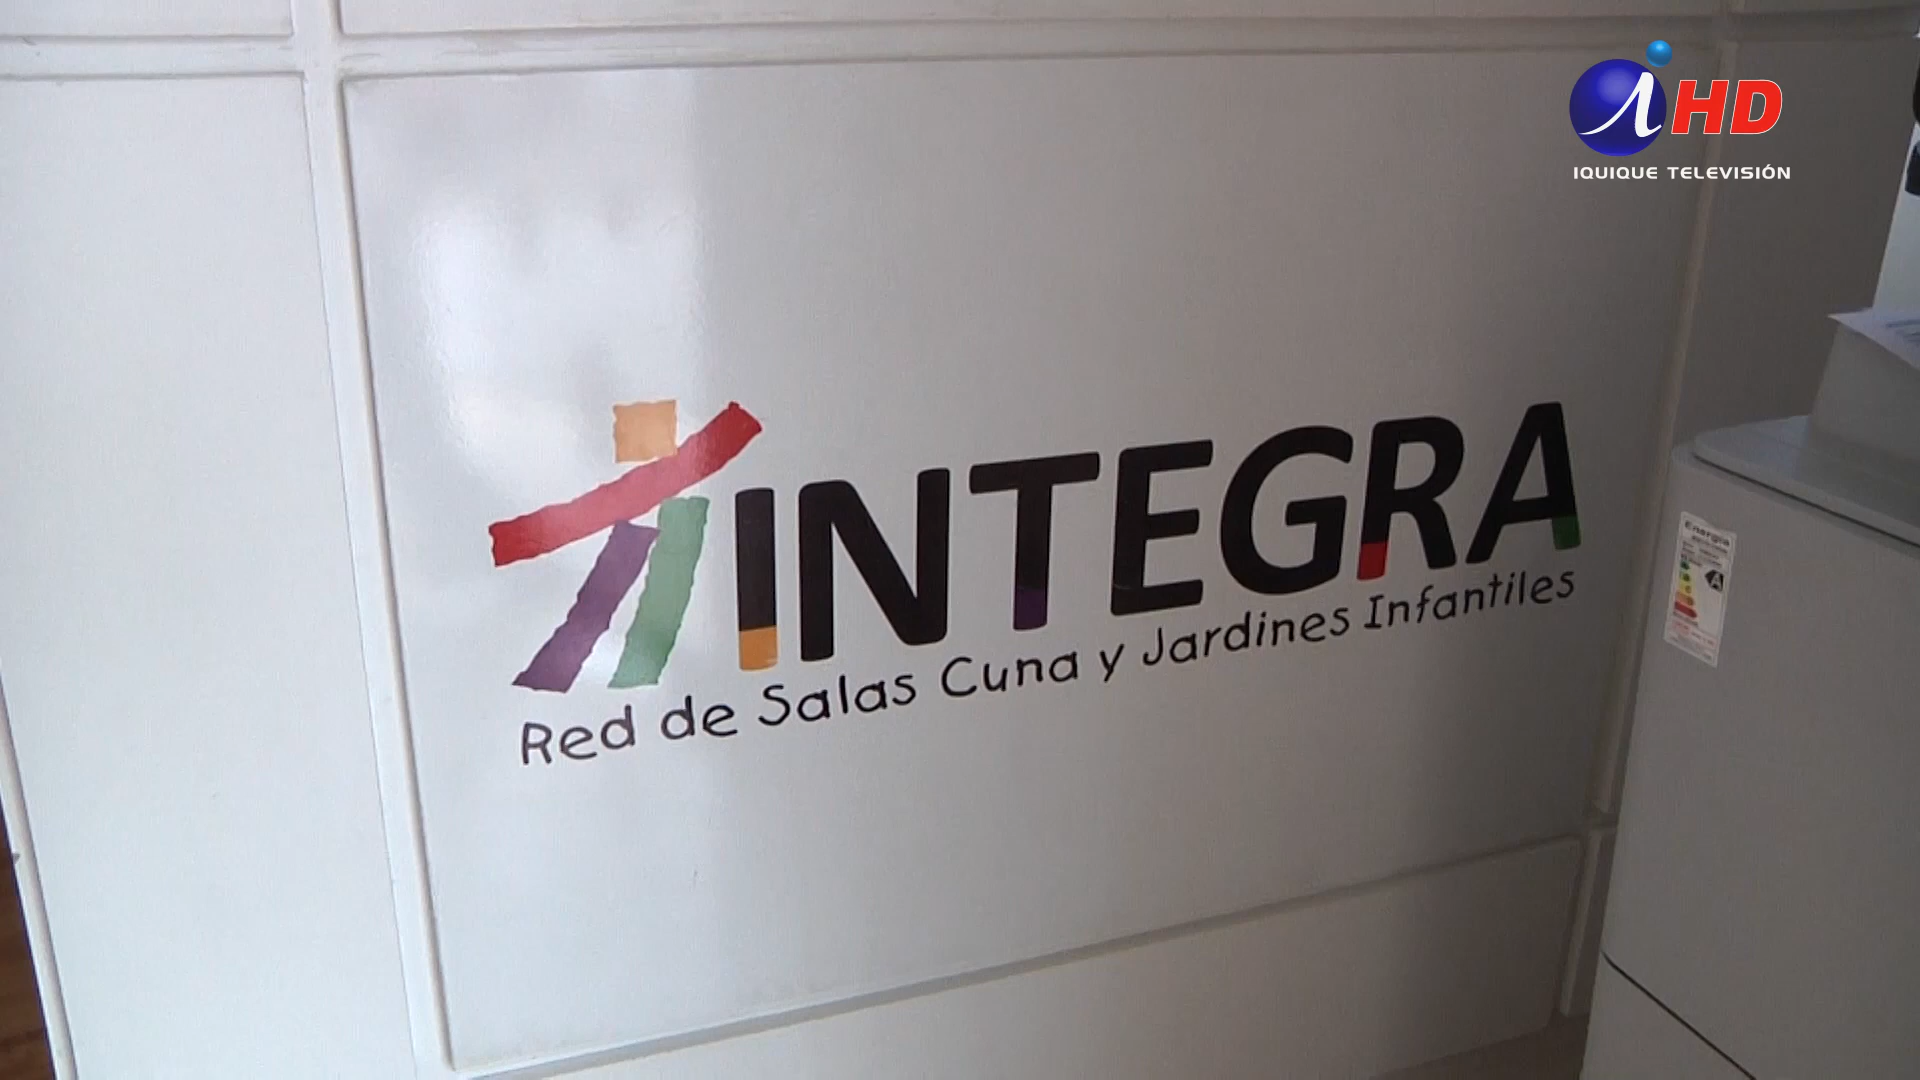 HD
IQUIQUE TELEVISIÓN
INTEGRA
Red de Salas Cuna y Jardines Infantiles
Energía
A